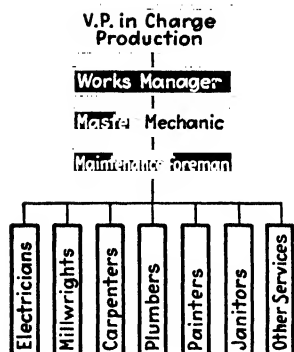 V.P. in Charge
Production
Works Manager
Master Mechanic
Maintenance Foreman
Electricians
Millwrights
Carpenters
Plumbers
Painters
Janitors
Other Services